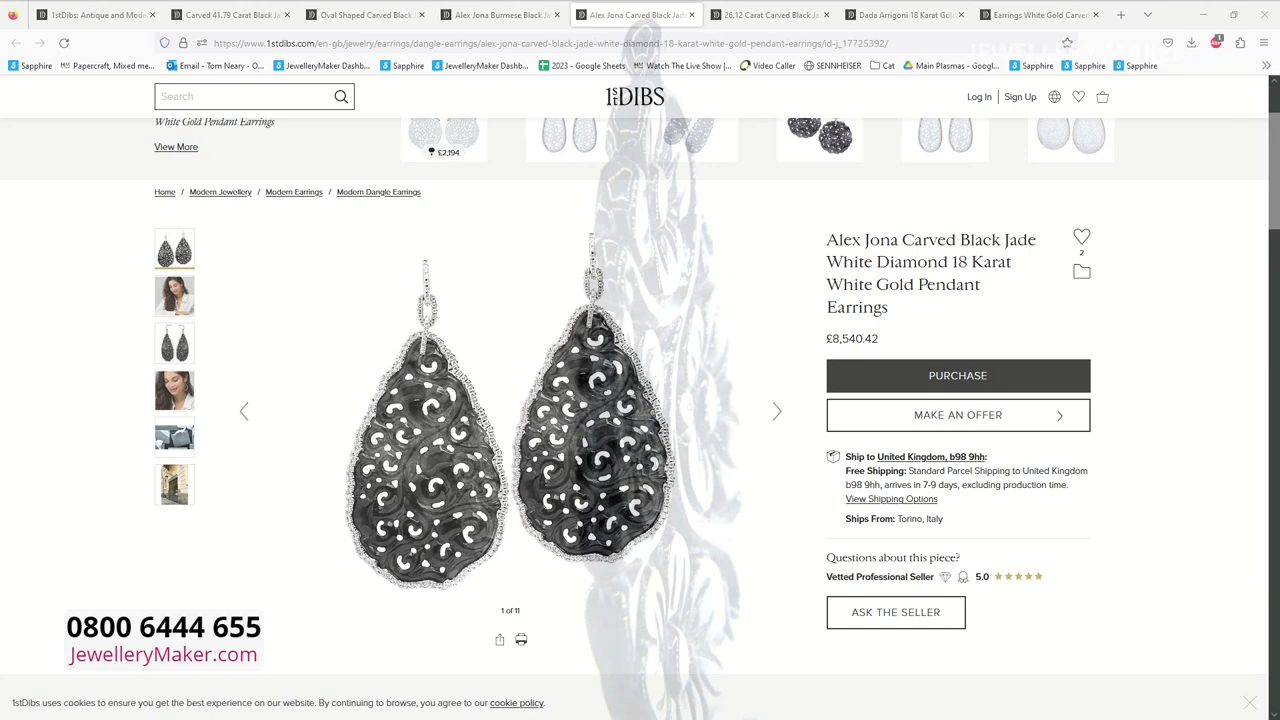 1stDibs: Antique and Mode
Carved 41.79 Carat Black Ja
Oval Shaped Carved Black
Alex Jona Burmese Black Ja
Alex Jona Carved Black Jade
26.12 Carat Carved Black Ja
Dada Arrigoni 18 Karat Gol
Earrings White Gold Carve
https://www.1stdibs.com/en-gb/jewelry/earrings/dangle-earrings/alex-jona-carved-black-jade-white-diamond-18-karat-white-gold-pendant-earrings/id-j_17725392/
Sapphire
Papercraft, Mixed me...
Email - Tom Neary - O...
JewelleryMaker Dashb...
Sapphire
JewelleryMaker Dashb...
2023 - Google Sheets
Watch The Live Show |...
Video Caller
SENNHEISER
Cat
Main Plasmas - Googl...
Sapphire
Sapphire
Sapphire
Search
1stDIBS
Log In
Sign Up
White Gold Pendant Earrings
View More
£2,194
Home / Modern Jewellery / Modern Earrings / Modern Dangle Earrings
Alex Jona Carved Black Jade
White Diamond 18 Karat
White Gold Pendant
Earrings
2
£8,540.42
PURCHASE
MAKE AN OFFER
Ship to United Kingdom, b98 9hh:
Free Shipping: Standard Parcel Shipping to United Kingdom
b98 9hh, arrives in 7-9 days, excluding production time.
View Shipping Options
Ships From: Torino, Italy
Questions about this piece?
Vetted Professional Seller 5.0
ASK THE SELLER
1 of 11
0800 6444 655
JewelleryMaker.com
1stDibs uses cookies to ensure you get the best experience on our website. By continuing to browse, you agree to our cookie policy.